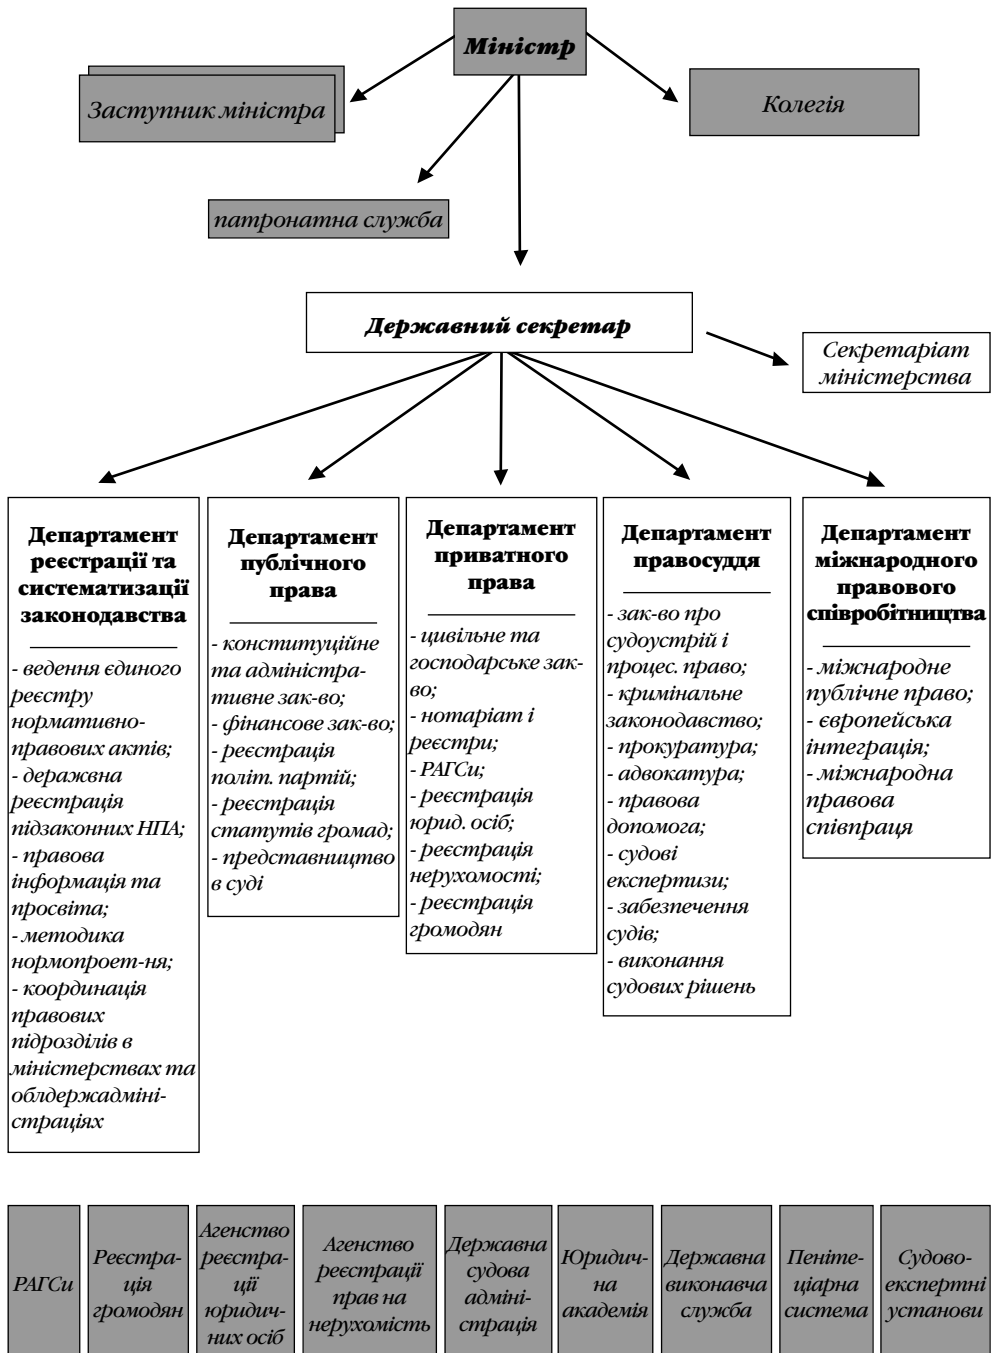 Міністр
Заступник міністра
Колегія
патронатна служба
Державний секретар
Секретаріат
міністерства
Департамент
реєстрації та
систематизації
законодавства
- ведення єдиного
реєстру
нормативно-
правових актів;
- деражвна
реєстрація
підзаконних НПА;
- правова
інформація та
просвіта;
- методика
нормопроет-ня;
- координація
правових
підрозділів в
міністерствах та
облдержадміні-
страціях
Департамент
публічного
права
- конституційне
та адміністра-
тивне зак-во;
- фінансове зак-во;
- реєстрація
політ. партій;
- реєстрація
статутів громад;
- представництво
в суді
Департамент
приватного
права
- цивільне та
господарське зак-
во;
- нотаріат і
реєстри;
- РАГСи;
- реєстрація
юрид. осіб;
- реєстрація
нерухомості;
- реєстрація
громодян
Департамент
правосуддя
- зак-во про
судоустрій і
процес. право;
- кримінальне
законодавство;
- прокуратура;
- адвокатура;
- правова
допомога;
- судові
експертизи;
- забезпечення
судів;
- виконання
судових рішень
Департамент
міжнародного
правового
співробітництва
- міжнародне
публічне право;
- європейська
інтеграція;
- міжнародна
правова
співпраця
РАГСи
Реєстра-
ція
громодян
Агенство
реєстра-
ції
юридич-
них осіб
Агенство
реєстрації
прав на
нерухомість
Державна
судова
адміні-
страція
Юридич-
на
академія
Державна
виконавча
служба
Пеніте-
ціарна
система
Судово-
експертні
установи